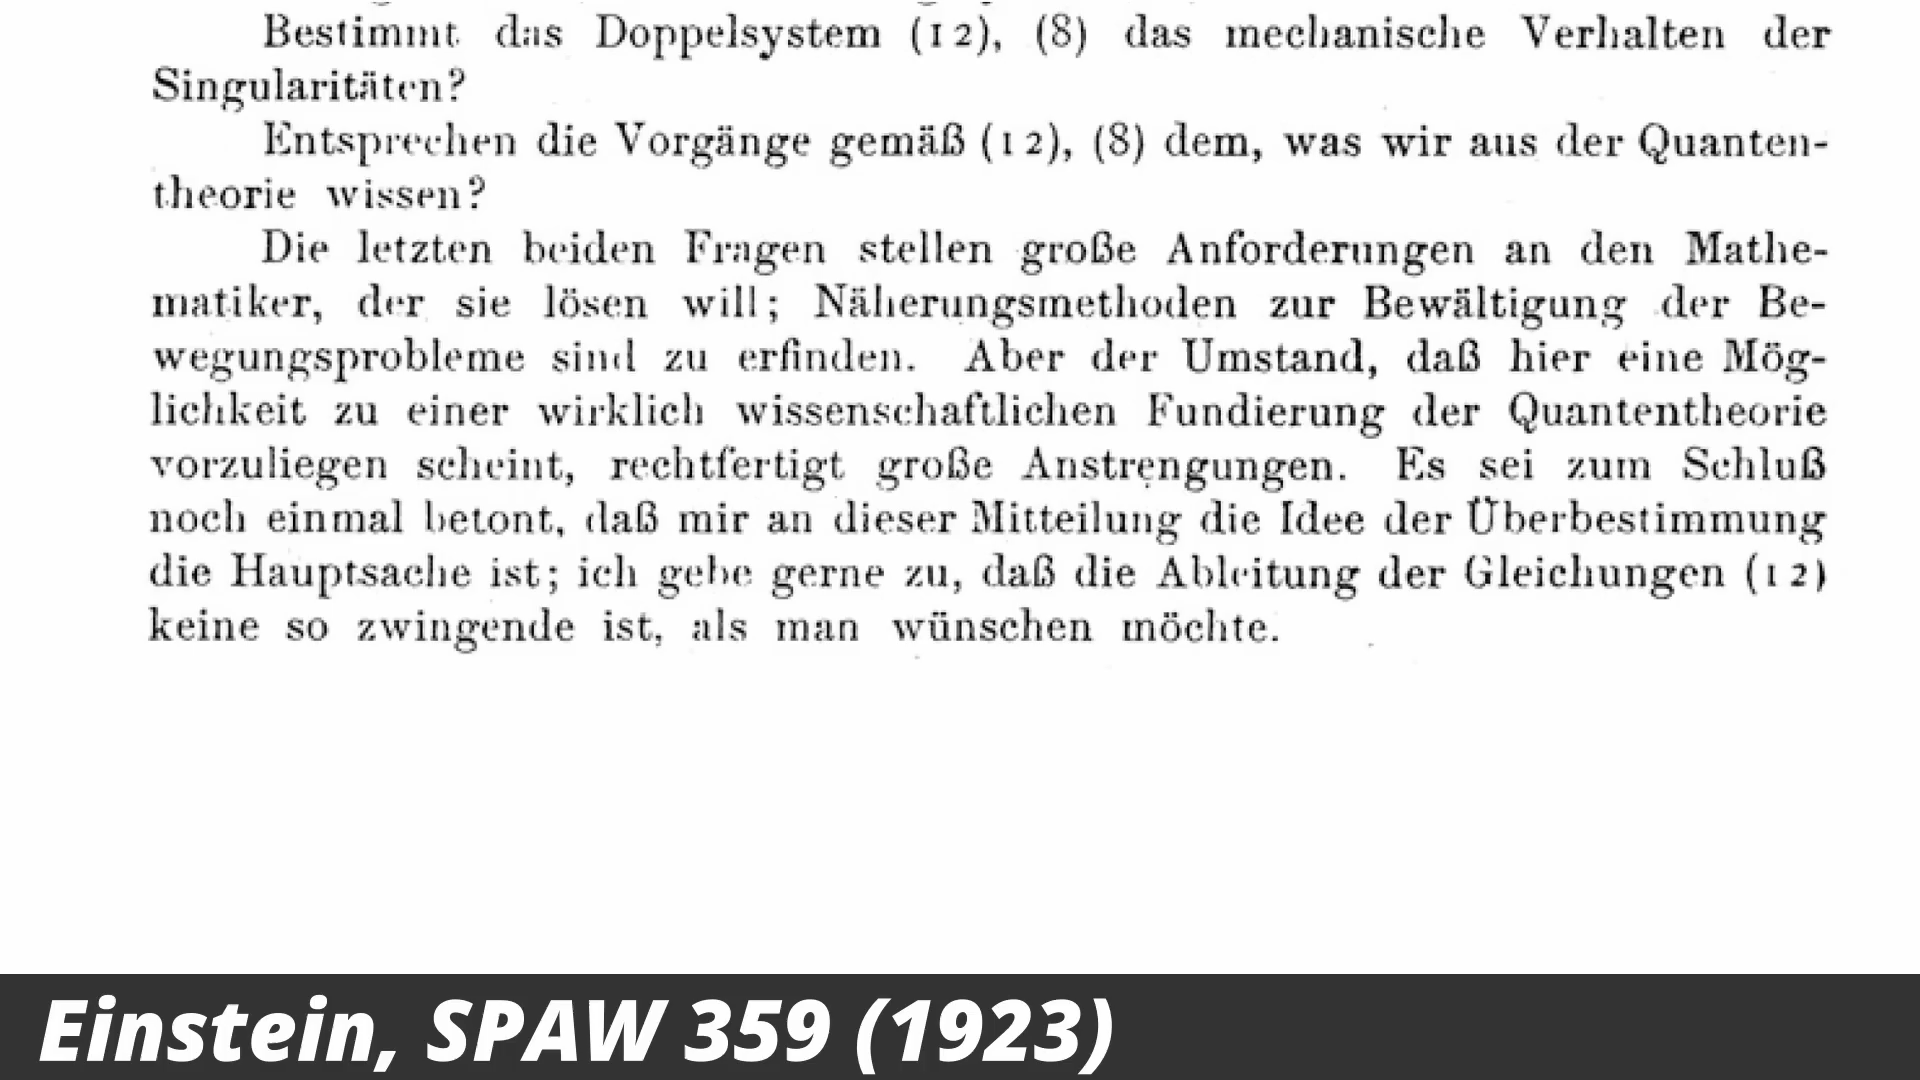 Bestimmt das Doppelsystem (12), (8) das mechanische Verhalten der
Singularitäten?
Entsprechen die Vorgänge gemäß (12), (8) dem, was wir aus der Quanten-
theorie wissen?
Die letzten beiden Fragen stellen große Anforderungen an den Mathe-
matiker, der sie lösen will; Näherungsmethoden zur Bewältigung der Be-
wegungsprobleme sind zu erfinden. Aber der Umstand, daß hier eine Mög-
lichkeit zu einer wirklich wissenschaftlichen Fundierung der Quantentheorie
vorzuliegen scheint, rechtfertigt große Anstrengungen. Es sei zum Schluß
noch einmal betont, daß mir an dieser Mitteilung die Idee der Überbestimmung
die Hauptsache ist; ich gebe gerne zu, daß die Ableitung der Gleichungen (12)
keine so zwingende ist, als man wünschen möchte.
Einstein, SPAW 359 (1923)